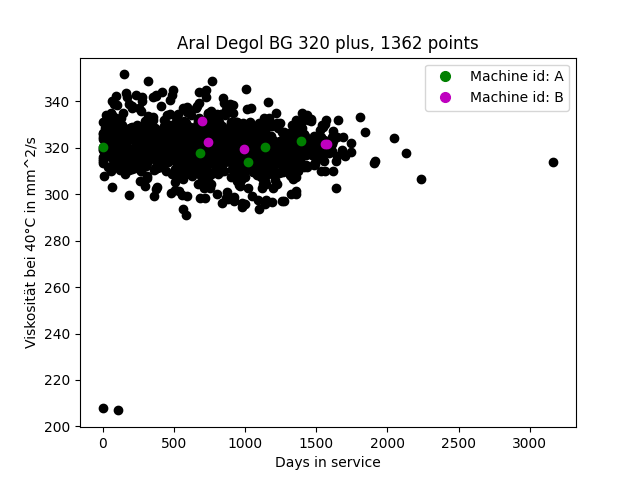 Aral Degol BG 320 plus, 1362 points
Machine id: A
Machine id: B
Viskosität bei 40°C in mm^2/s
340
320
300
280
260
240
220
200
0 500 1000 1500 2000 2500 3000
Days in service